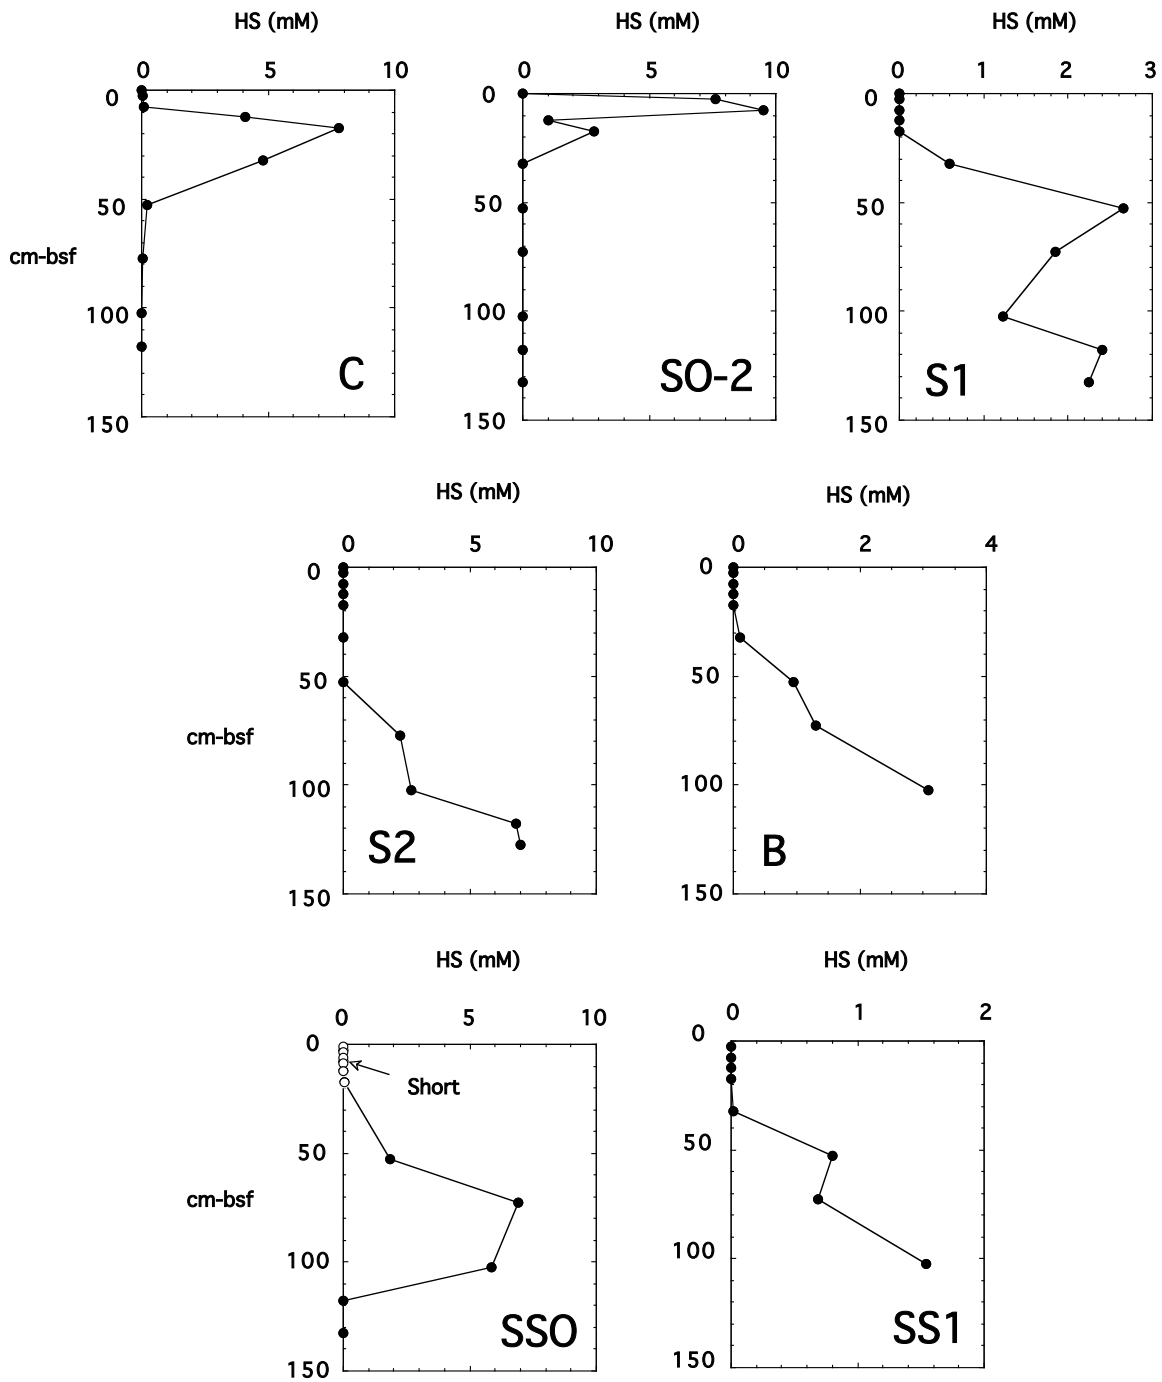 HS (mM) HS (mM) HS (mM)
0 5 10 0 5 10 0 1 2 3
0 0 0
50 50 50
cm-bsf
100 100 100
C SO-2 S1
150 150 150
HS (mM) HS (mM)
0 5 10 0 2 4
0 0
50 50
cm-bsf
100 100
S2 B
150 150
HS (mM) HS (mM)
0 5 10 0 1 2
0 0
Short
50 50
cm-bsf
100 100
SSO SS1
150 150